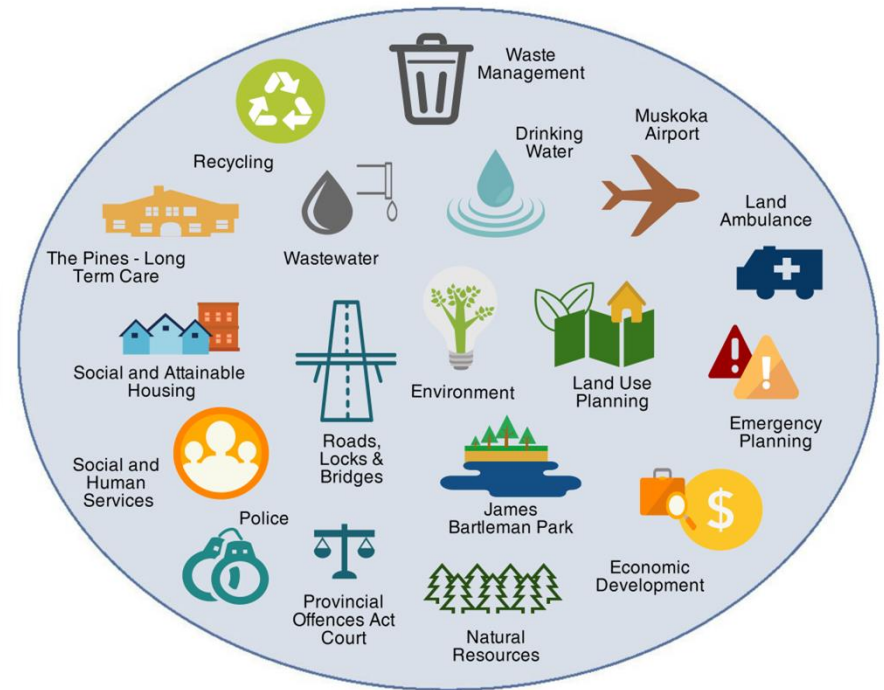 Waste
Management
Recycling
Drinking
Water
Muskoka
Airport
The Pines - Long
Term Care
Wastewater
Land
Ambulance
Social and Attainable
Housing
Roads,
Locks &
Bridges
Environment
Land Use
Planning
Emergency
Planning
Social and
Human
Services
James
Bartleman Park
$
Economic
Development
Police
Provincial
Offences Act
Court
Natural
Resources